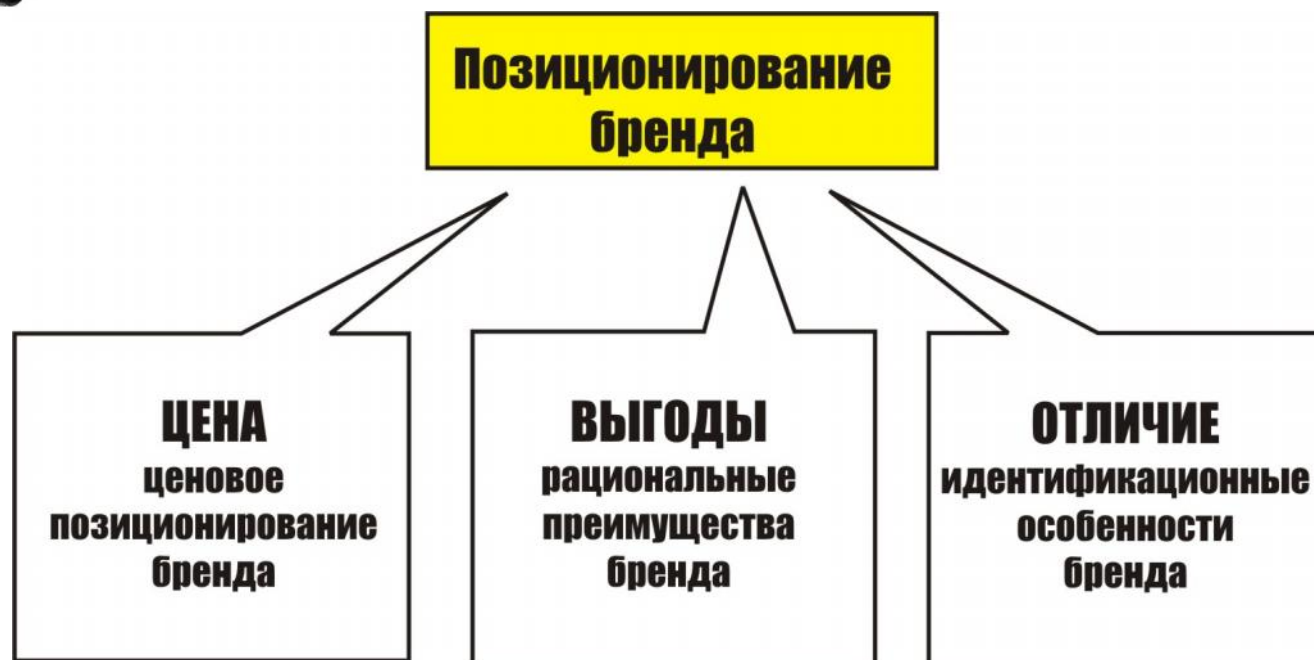 Позиционирование
бренда
ЦЕНА
ценовое
позиционирование
бренда
ВЫГОДЫ
рациональные
преимущества
бренда
ОТЛИЧИЕ
идентификационные
особенности
бренда